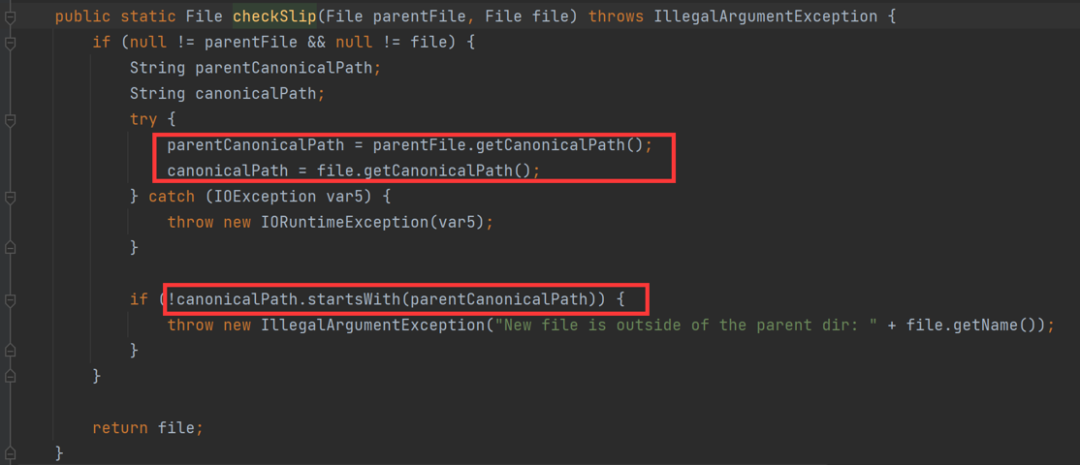 public static File checkSlip(File parentFile, File file) throws IllegalArgumentException {
if (null != parentFile && null != file) {
String parentCanonicalPath;
String canonicalPath;
try {
parentCanonicalPath = parentFile.getCanonicalPath();
canonicalPath = file.getCanonicalPath();
} catch (IOException var5) {
throw new IORuntimeException(var5);
}
if (!canonicalPath.startsWith(parentCanonicalPath)) {
throw new IllegalArgumentException("New file is outside of the parent dir: " + file.getName());
}
}
return file;
}